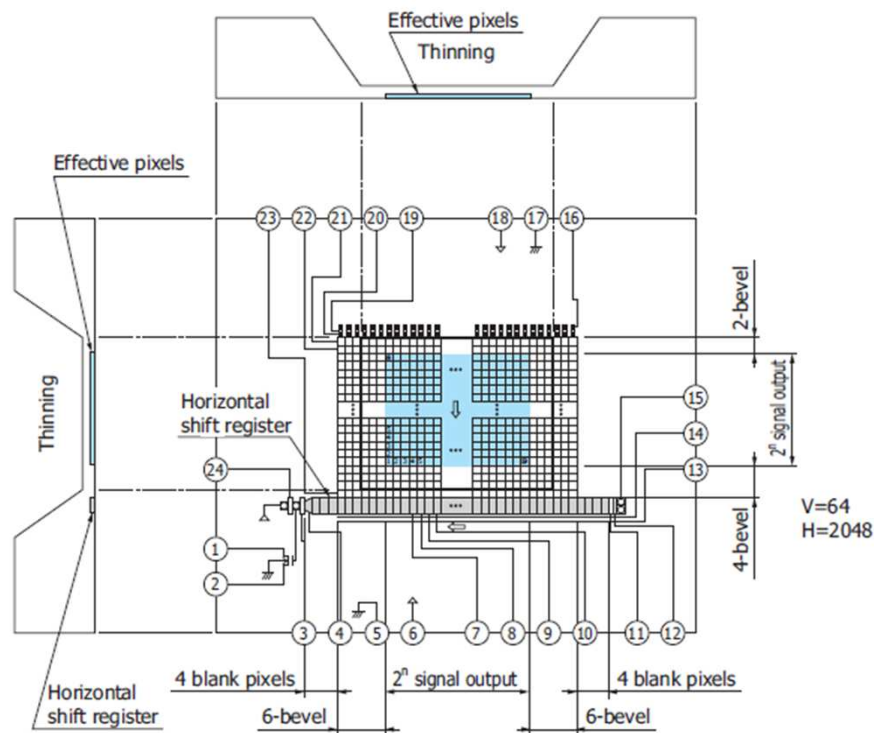 Effective pixels
Thinning
Effective pixels
23
22
21
20
19
18
17
16
2-bevel
Thinning
2ⁿ signal output
15
Horizontal
shift register
14
13
24
V=64
H=2048
4-bevel
1
2
3
4
5
6
7
8
9
10
11
12
4 blank pixels
2ⁿ signal output
4 blank pixels
Horizontal
shift register
6-bevel
6-bevel